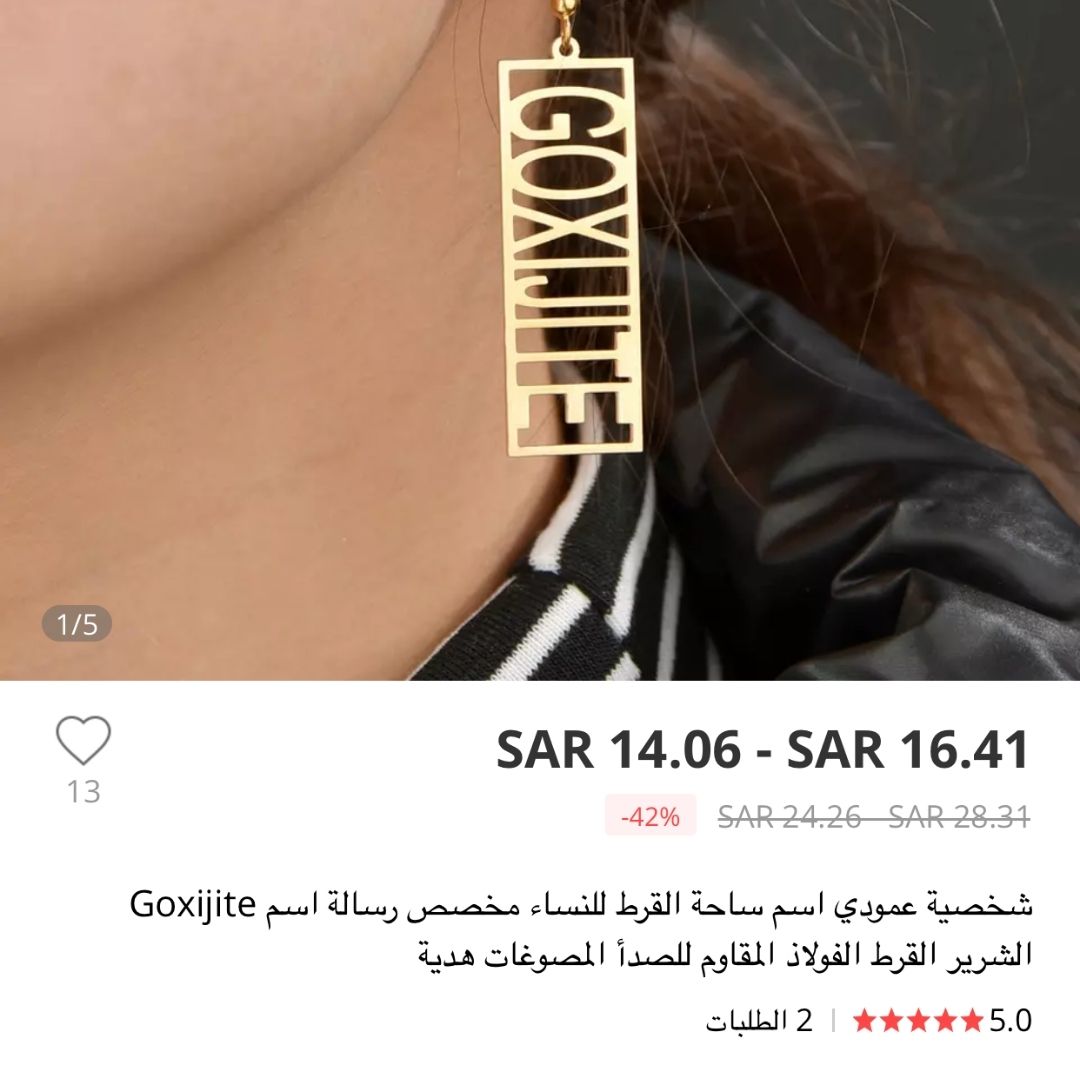 GOXIJITE
1/5
SAR 14.06 - SAR 16.41
-42% SAR 24.26 - SAR 28.31
13
شخصية عمودي اسم ساحة القرط للنساء مخصص رسالة اسم Goxijite
الشرير القرط الفولاذ المقاوم للصدأ المصوغات هدية
5.0 | 2 الطلبات